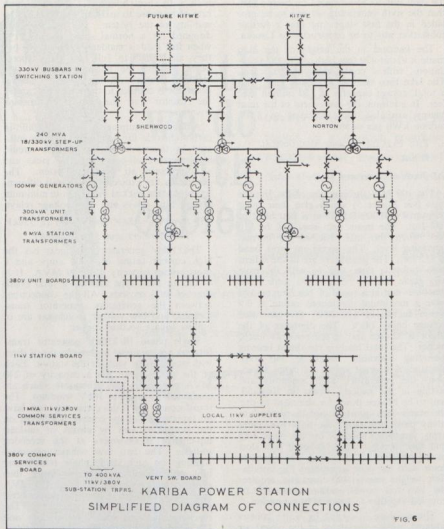 FUTURE KITWE
KITWE
330kV BUSBARS IN
SWITCHING STATION
SHERWOOD
NORTON
240 MVA
18/330kV STEP-UP
TRANSFORMERS
100MW GENERATORS
300kVA UNIT
TRANSFORMERS
6 MVA STATION
TRANSFORMERS
380V UNIT BOARDS
11kV STATION BOARD
1 MVA 11kV/380V
COMMON SERVICES
TRANSFORMERS
LOCAL 11kV SUPPLIES
380V COMMON
SERVICES
BOARD
TO 400kVA
11kV/380V
SUB-STATION TRFRS.
VENT SW. BOARD
KARIBA POWER STATION
SIMPLIFIED DIAGRAM OF CONNECTIONS
FIG. 6